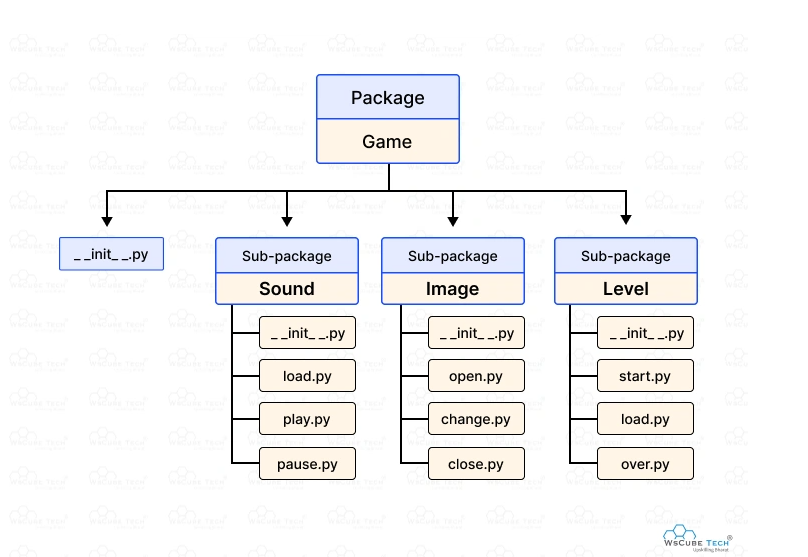 Package
Game
_ _init_ _.py
Sub-package
Sound
_ _init_ _.py
load.py
play.py
pause.py
Sub-package
Image
_ _init_ _.py
open.py
change.py
close.py
Sub-package
Level
_ _init_ _.py
start.py
load.py
over.py
WsCube Tech®
Upskilling Bharat